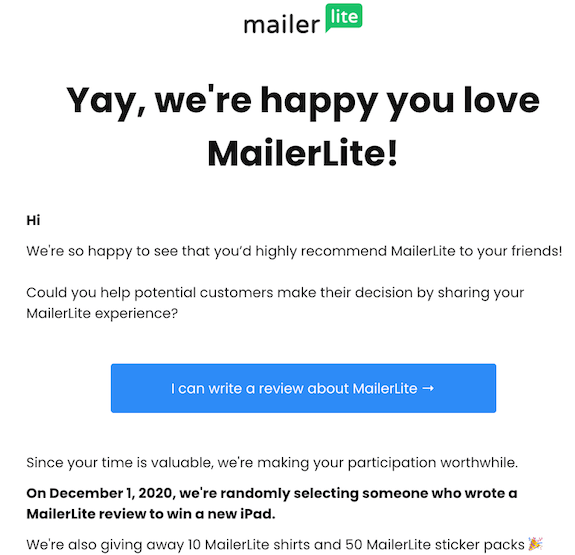 mailer lite
Yay, we're happy you love
MailerLite!
Hi
We're so happy to see that you’d highly recommend MailerLite to your friends!
Could you help potential customers make their decision by sharing your
MailerLite experience?
I can write a review about MailerLite →
Since your time is valuable, we're making your participation worthwhile.
On December 1, 2020, we're randomly selecting someone who wrote a
MailerLite review to win a new iPad.
We're also giving away 10 MailerLite shirts and 50 MailerLite sticker packs 🎉